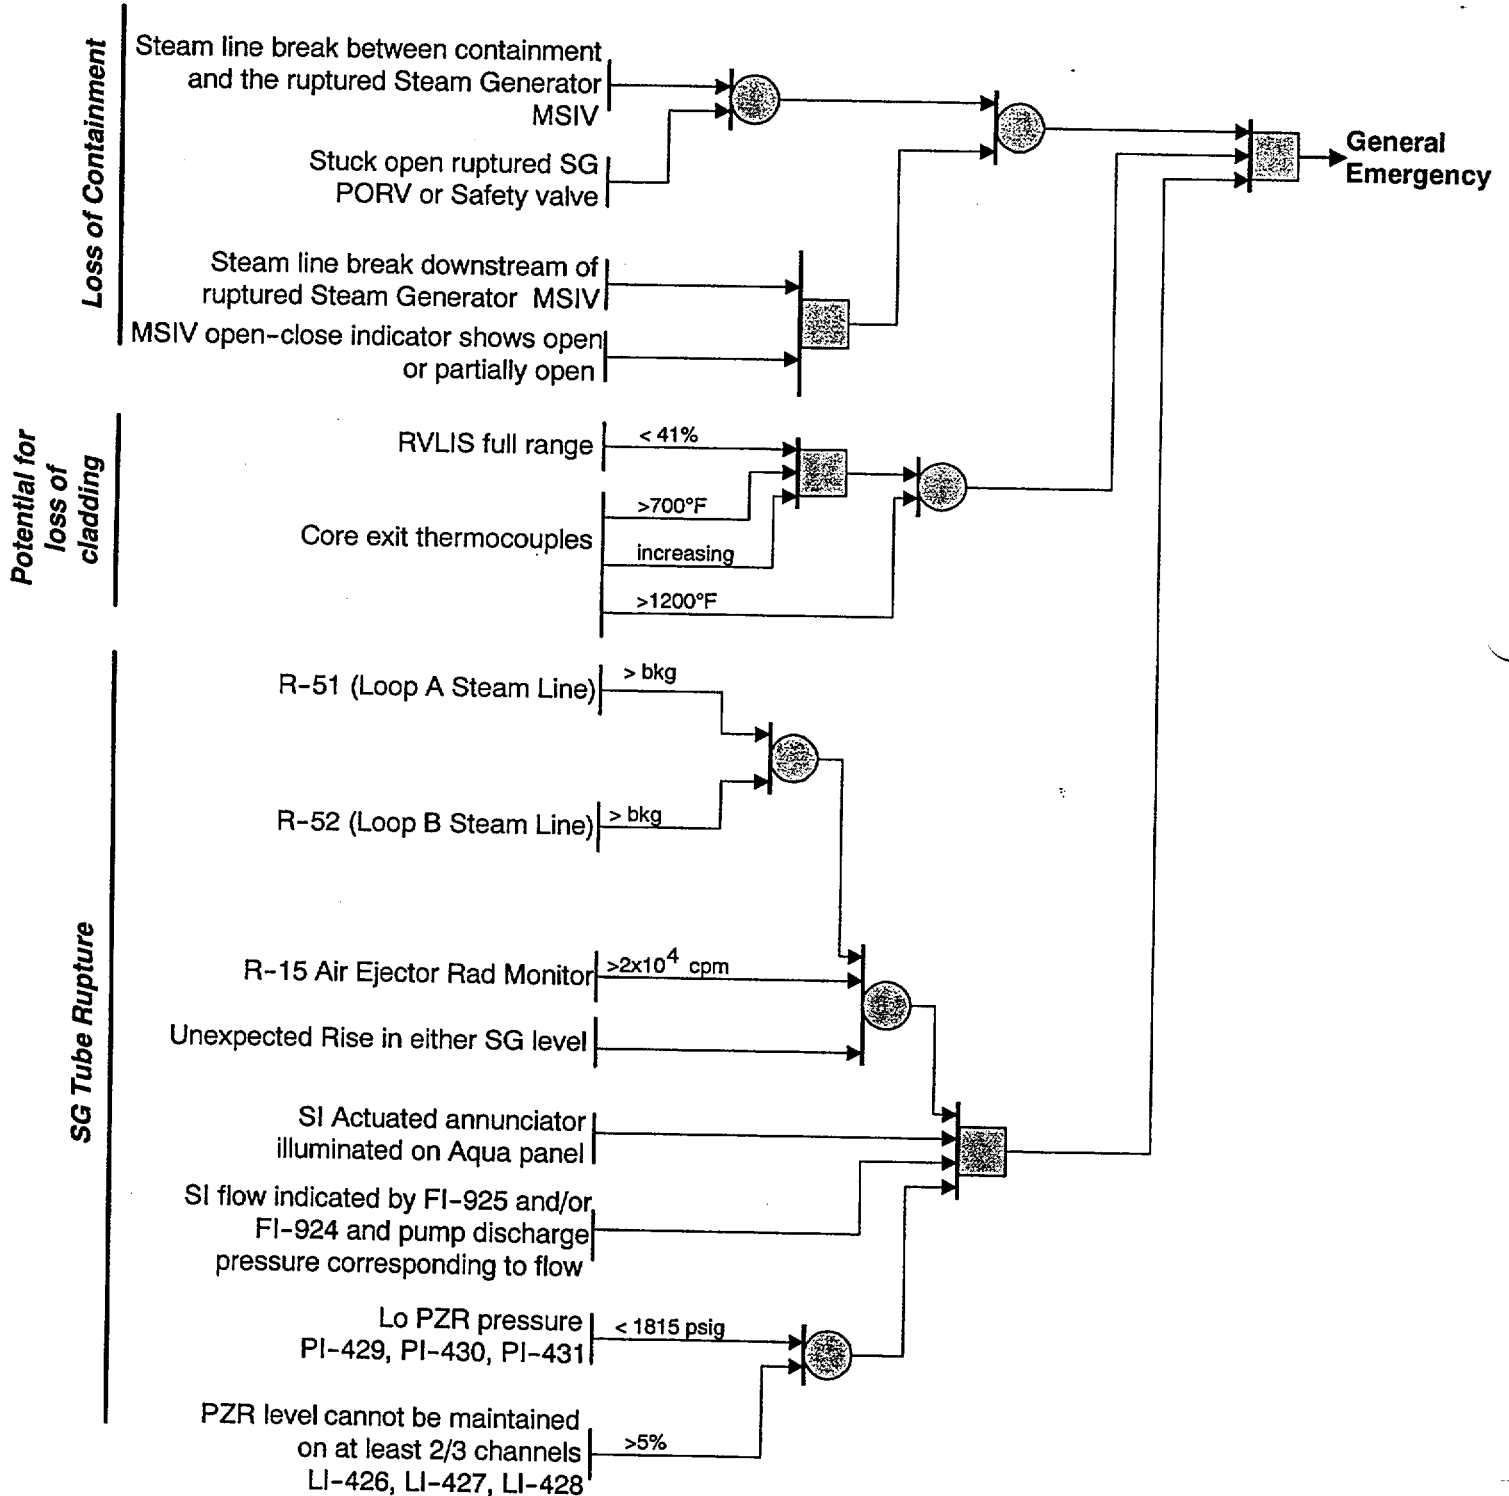 Loss of Containment
Steam line break between containment
and the ruptured Steam Generator
MSIV
Stuck open ruptured SG
PORV or Safety valve
Steam line break downstream of
ruptured Steam Generator MSIV
MSIV open-close indicator shows open
or partially open
General
Emergency
Potential for
loss of
cladding
RVLIS full range
< 41%
Core exit thermocouples
>700°F
increasing
>1200°F
SG Tube Rupture
R-51 (Loop A Steam Line)
> bkg
R-52 (Loop B Steam Line)
> bkg
R-15 Air Ejector Rad Monitor
>2x10⁴ cpm
Unexpected Rise in either SG level
SI Actuated annunciator
illuminated on Aqua panel
SI flow indicated by FI-925 and/or
FI-924 and pump discharge
pressure corresponding to flow
Lo PZR pressure
PI-429, PI-430, PI-431
< 1815 psig
PZR level cannot be maintained
on at least 2/3 channels
LI-426, LI-427, LI-428
>5%